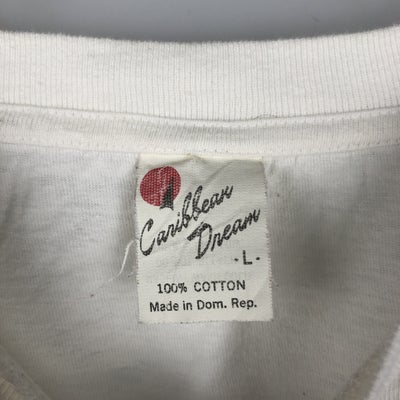 Caribbean
Dream
-L-
100% COTTON
Made in Dom. Rep.